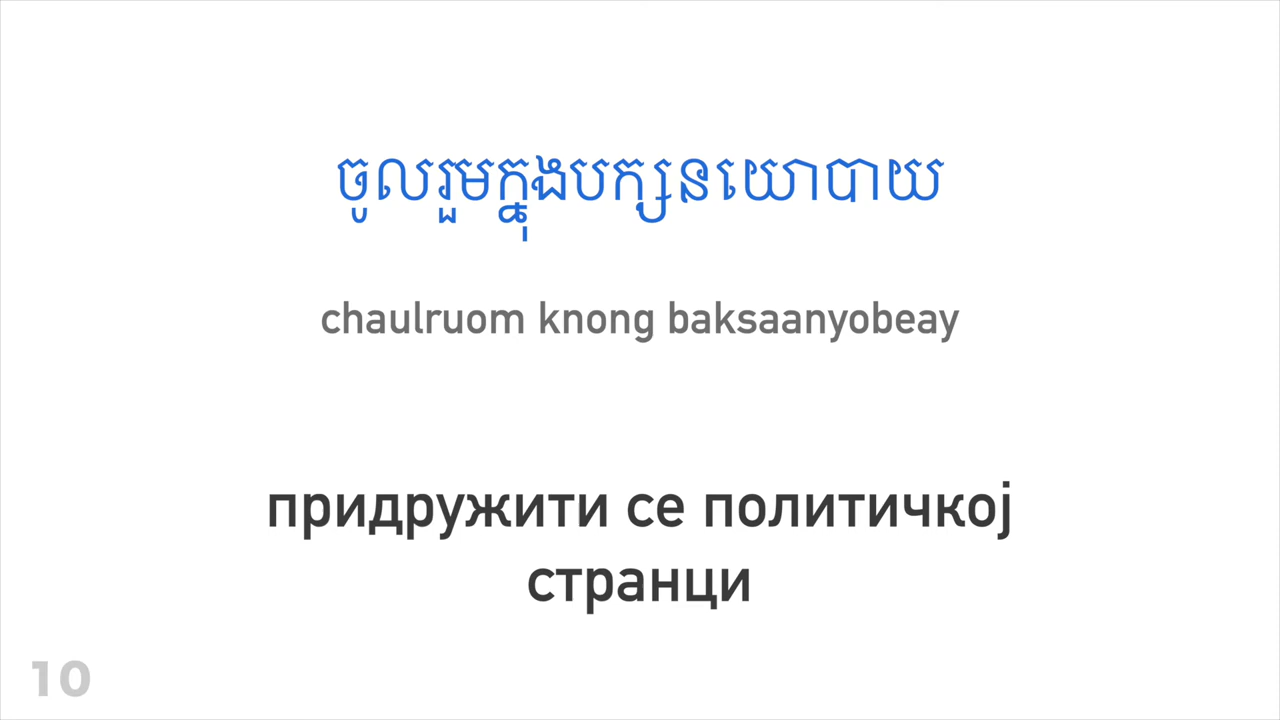 ចូលរួមក្នុងបក្សនយោបាយ
chaulruom knong baksaanyobeay
придружити се политичкој
странци
10